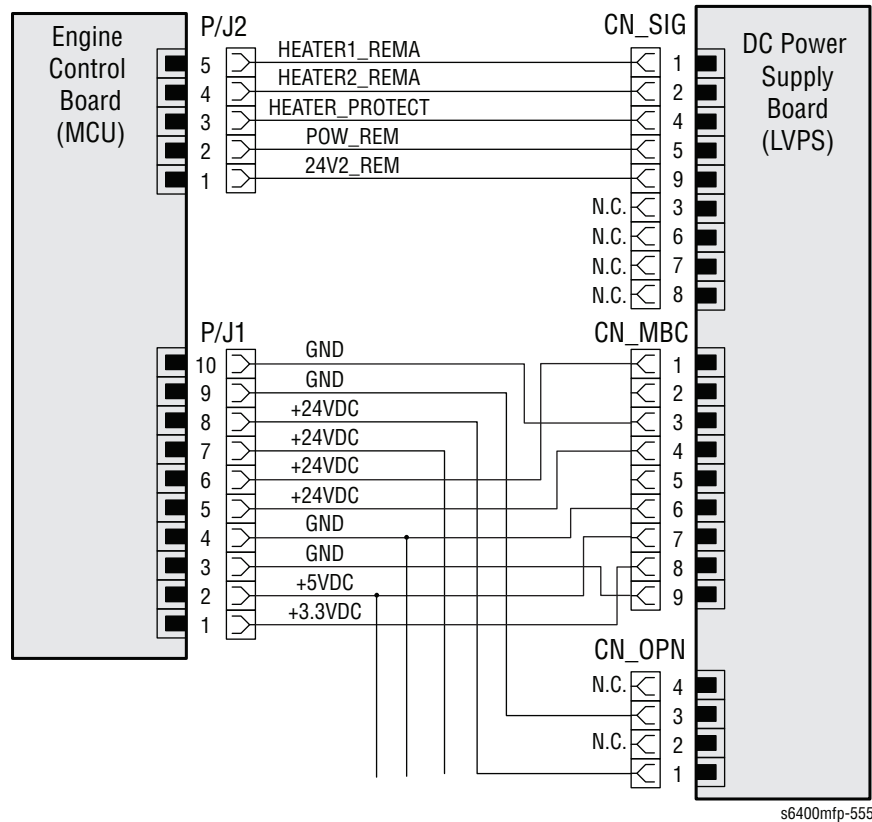 Engine
Control
Board
(MCU)
P/J2
5
4
3
2
1
HEATER1_REMA
HEATER2_REMA
HEATER_PROTECT
POW_REM
24V2_REM
CN_SIG
1
2
4
5
9
N.C. 3
N.C. 6
N.C. 7
N.C. 8
DC Power
Supply
Board
(LVPS)
P/J1
10
9
8
7
6
5
4
3
2
1
GND
GND
+24VDC
+24VDC
+24VDC
+24VDC
GND
GND
+5VDC
+3.3VDC
CN_MBC
1
2
3
4
5
6
7
8
9
CN_OPN
N.C. 4
3
N.C. 2
1
s6400mfp-555